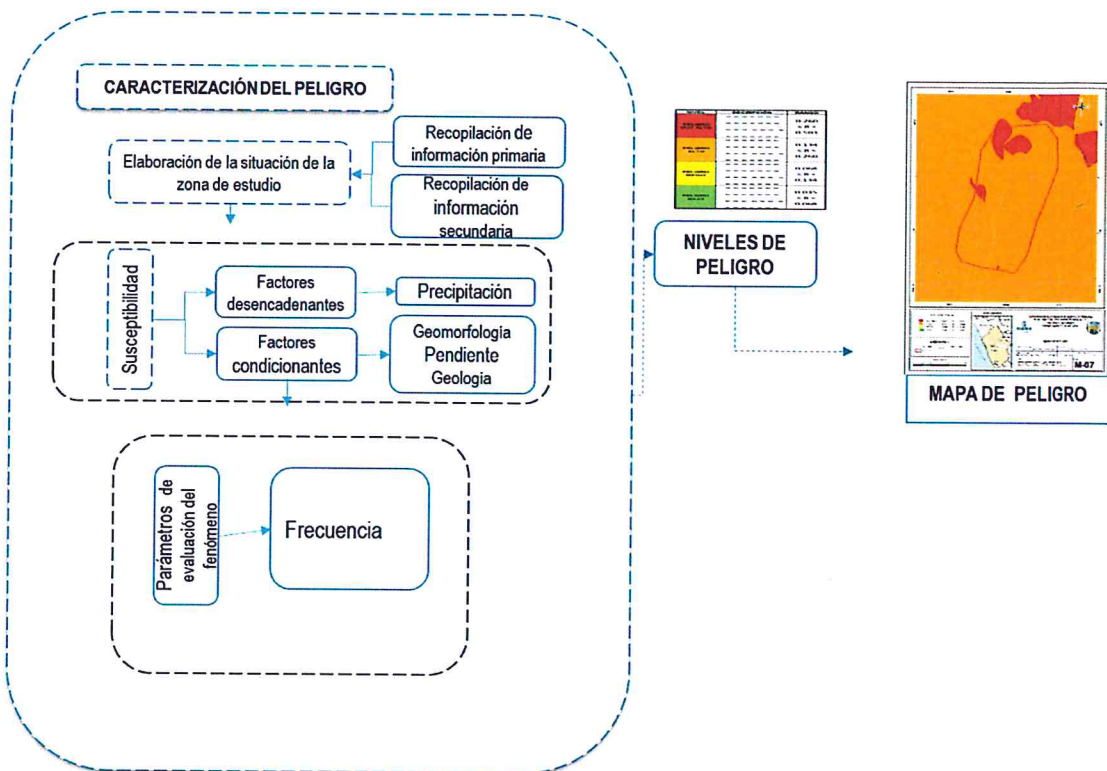 CARACTERIZACIÓN DEL PELIGRO
Elaboración de la situación de la
zona de estudio
Recopilación de
información primaria
Recopilación de
información
secundaria
Susceptibilidad
Factores
desencadenantes
Precipitación
Factores
condicionantes
Geomorfologia
Pendiente
Geologia
Parámetros de
evaluación del
fenómeno
Frecuencia
NIVELES DE
PELIGRO
M-07
MAPA DE PELIGRO